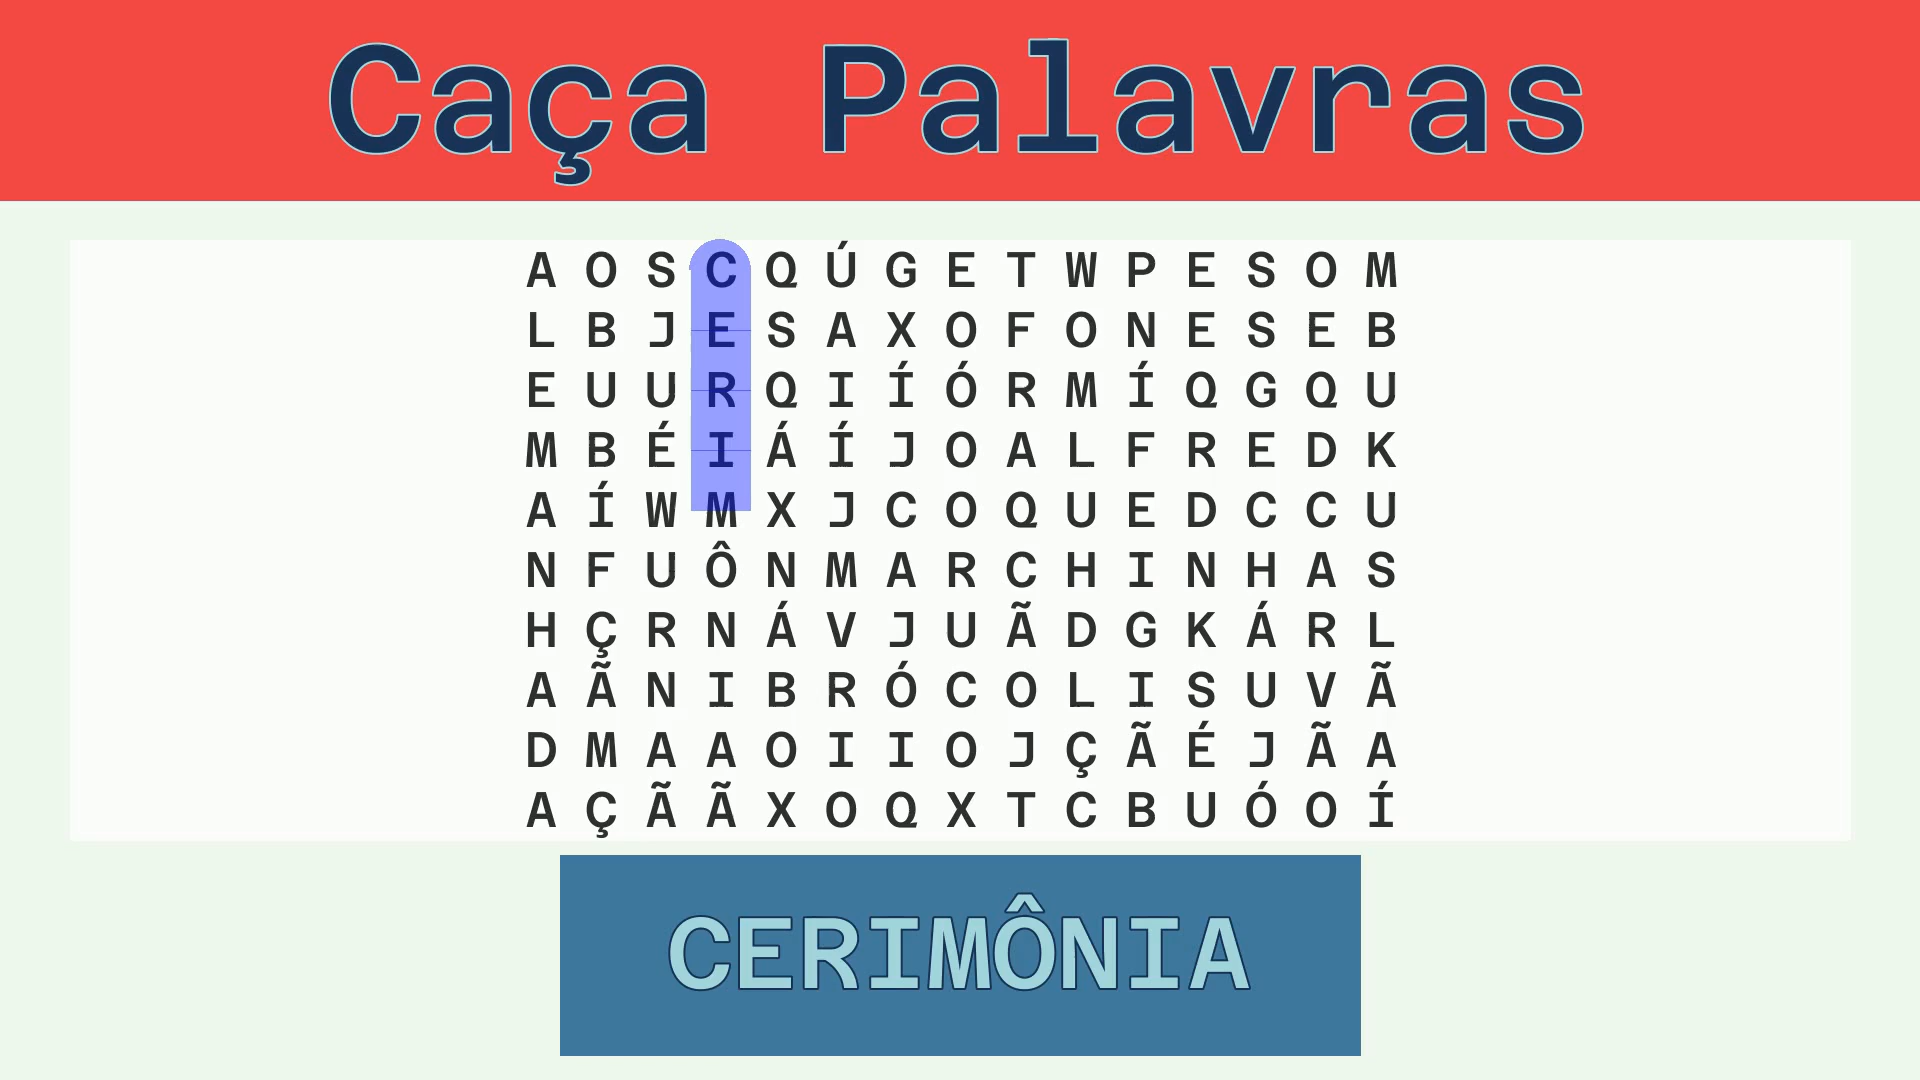 Caça Palavras
A O S C Q Ú G E T W P E S O M
L B J E S A X O F O N E S E B
E U U R Q I Í Ó R M Í Q G Q U
M B É I Á Í J O A L F R E D K
A Í W M X J C O Q U E D C C U
N F U Ô N M A R C H I N H A S
H Ç R N Á V J U Ã D G K Á R L
A Ã N I B R Ó C O L I S U V Ã
D M A A O I I O J Ç Ã É J Ã A
A Ç Ã Ã X O Q X T C B U Ó O Í
CERIMÔNIA